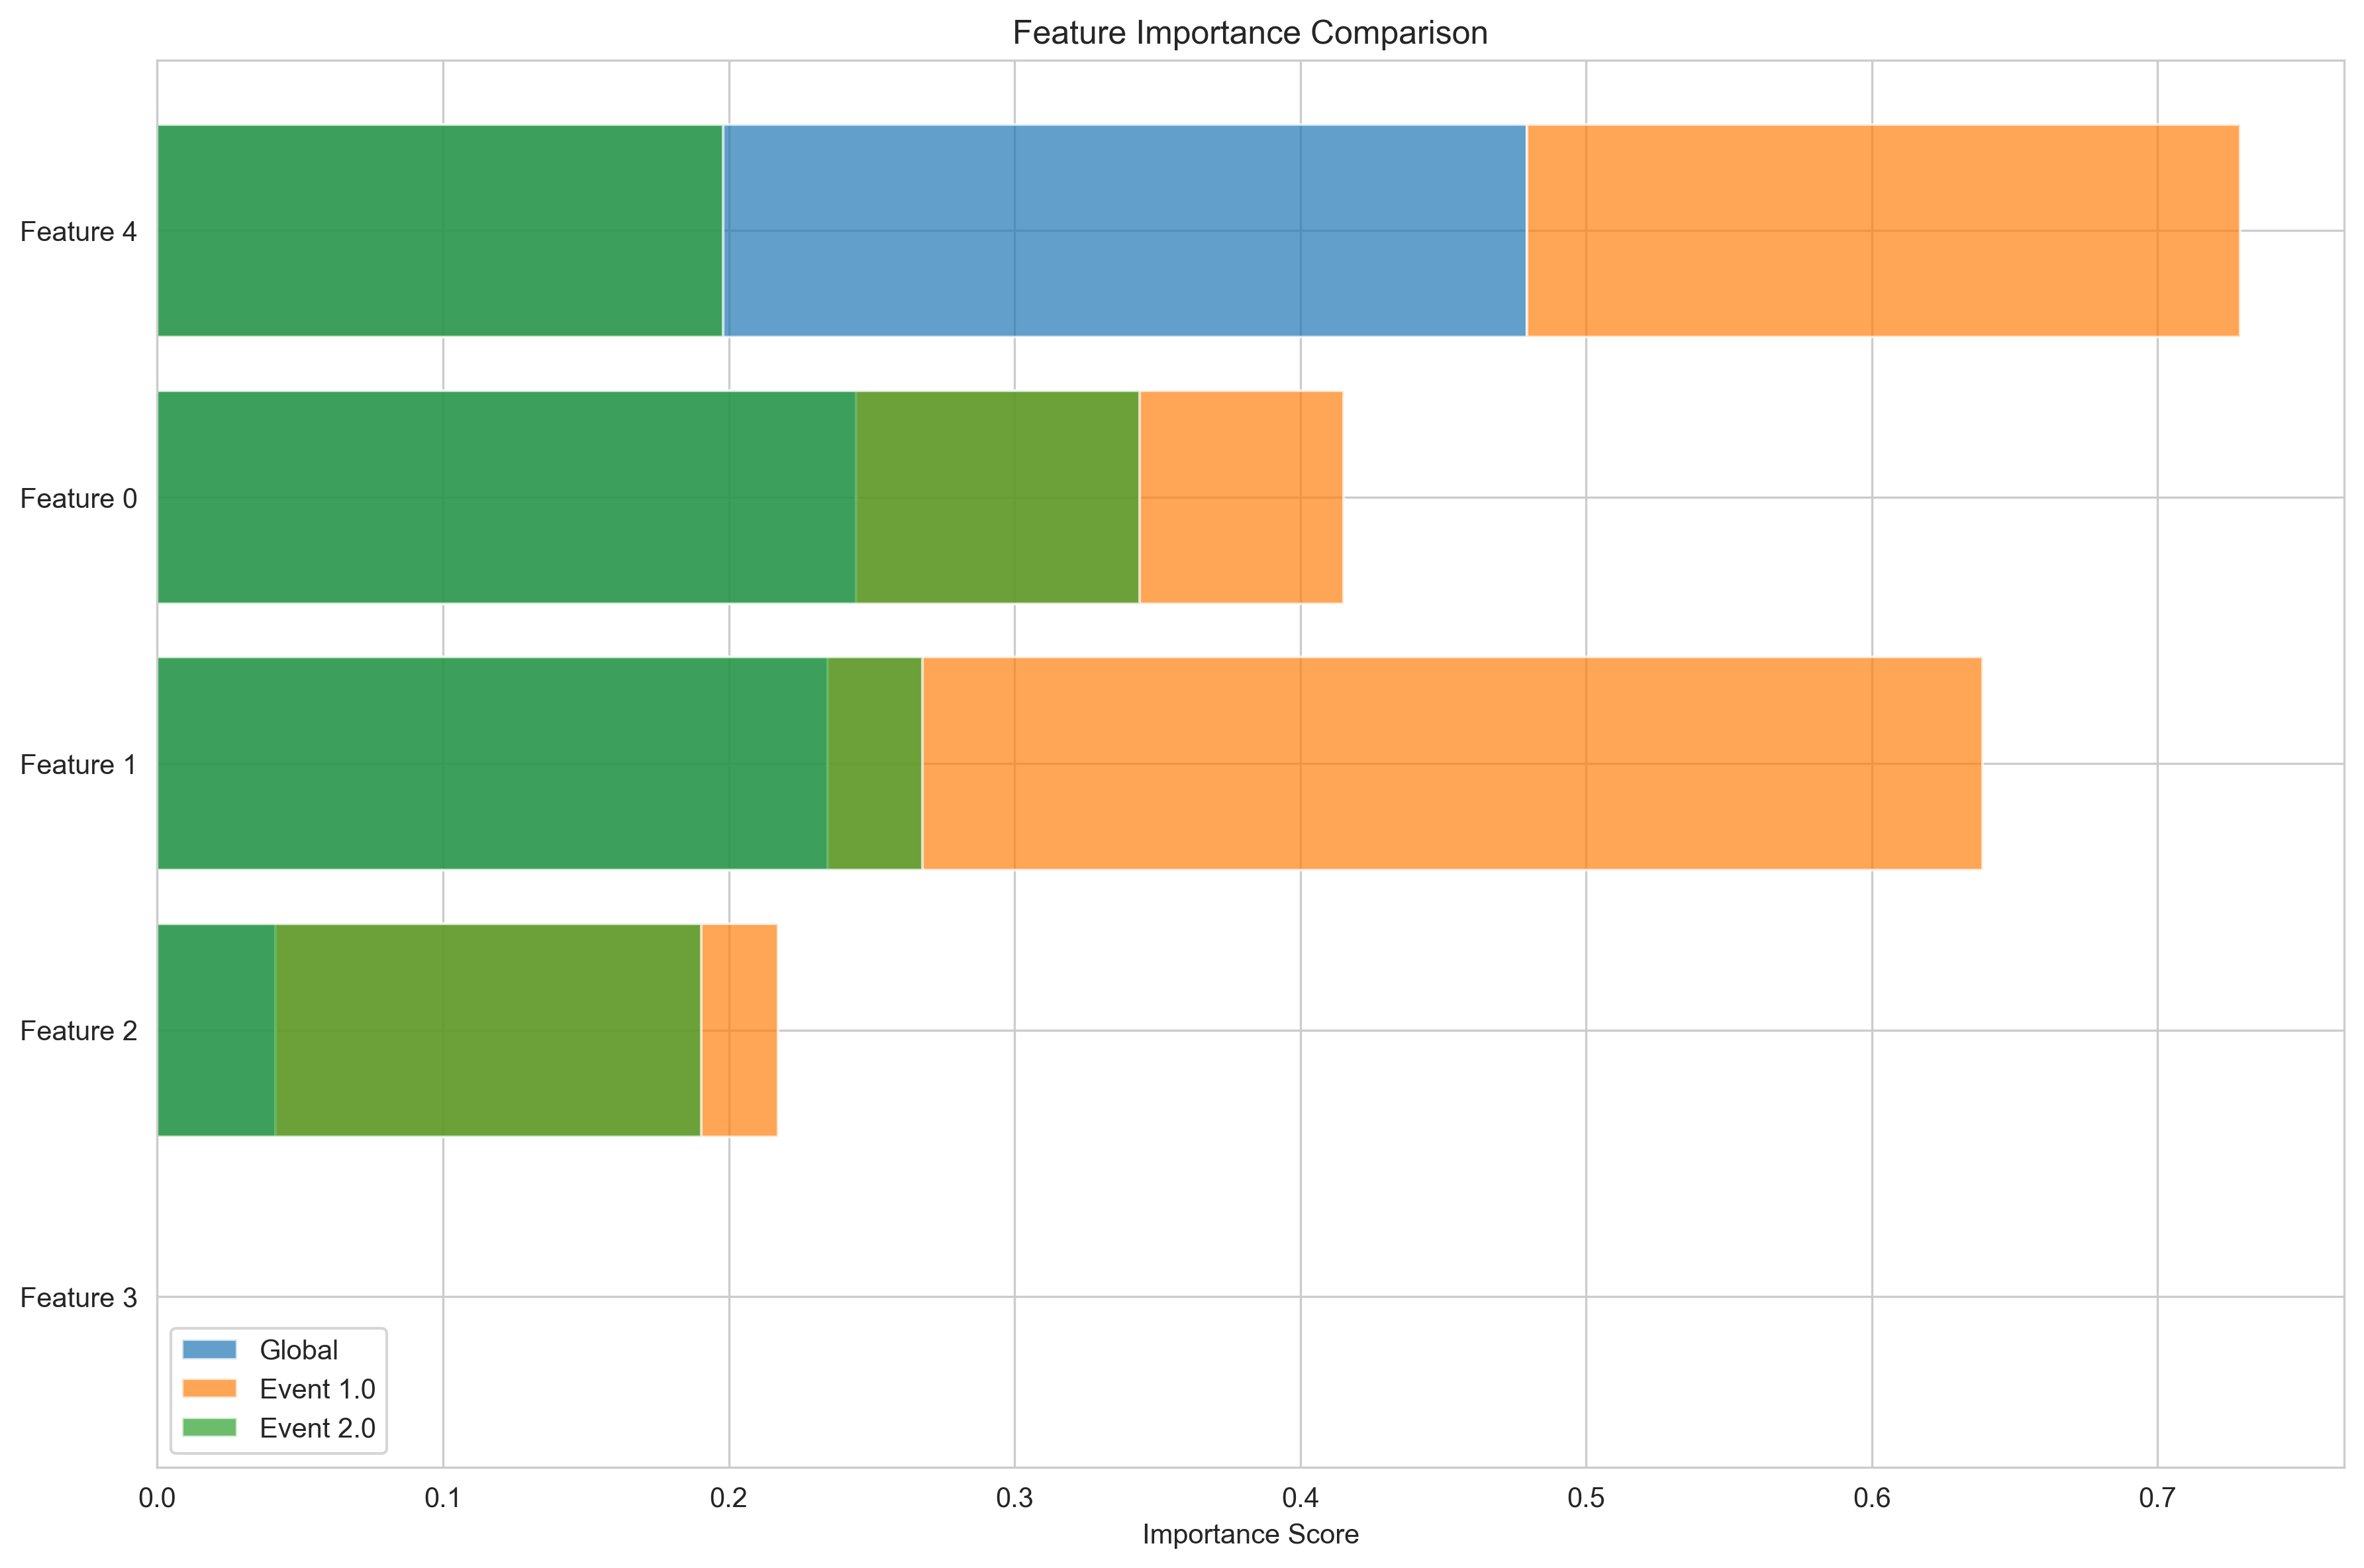 Feature Importance Comparison
Feature 4
Feature 0
Feature 1
Feature 2
Feature 3
Global
Event 1.0
Event 2.0
0.0 0.1 0.2 0.3 0.4 0.5 0.6 0.7
Importance Score